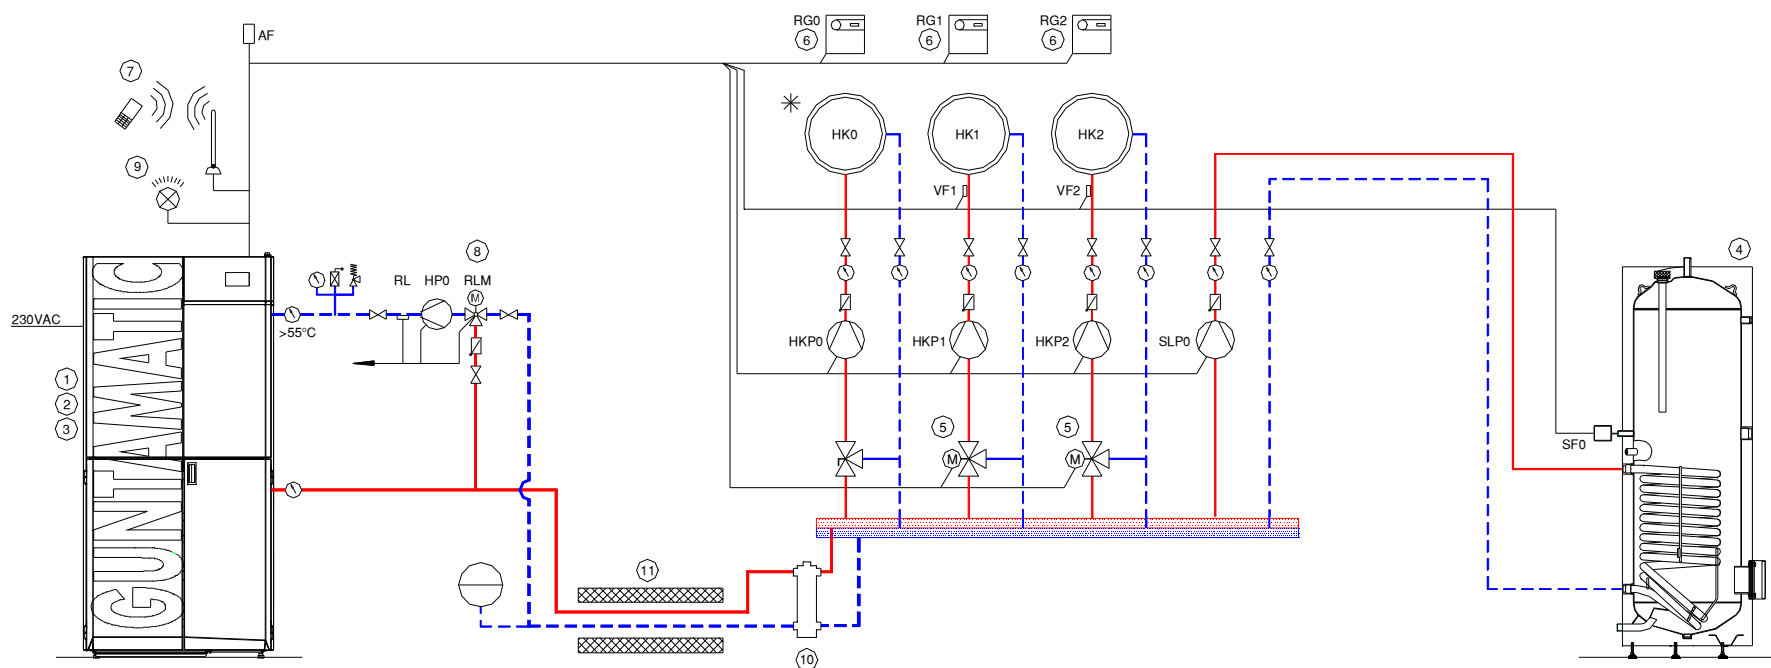 RG0
RG1
RG2
6
6
6
AF
7
HK0
HK1
HK2
9
VF1
VF2
8
4
RL
HP0
RLM
M
230VAC
>55°C
HKP0
HKP1
HKP2
SLP0
1
2
3
5
5
M
M
SF0
GUNTAMATIC
11
10